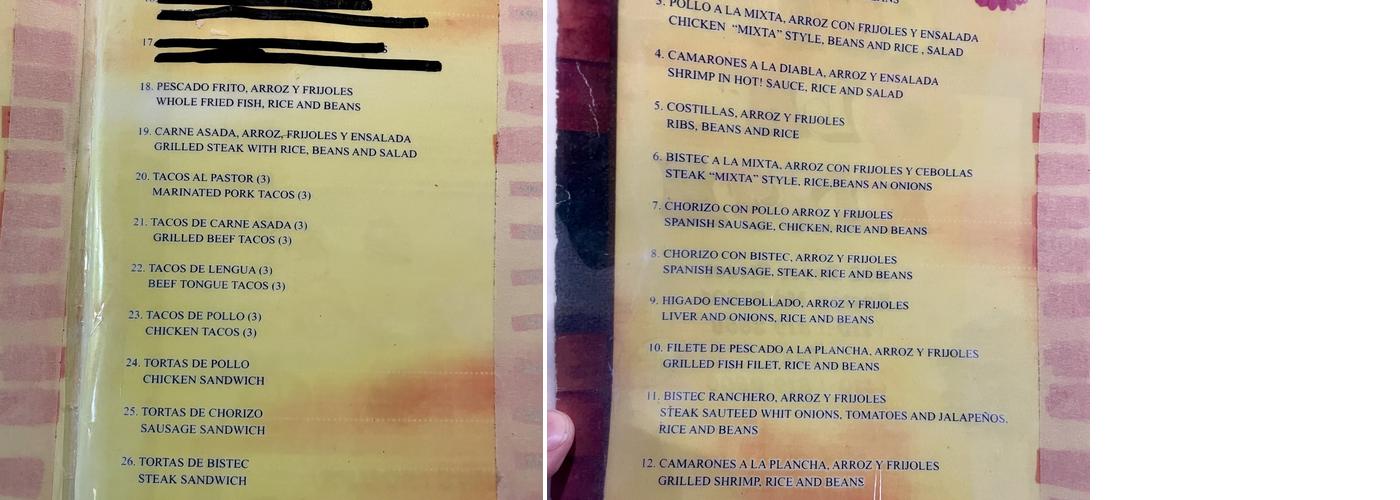 17.
18. PESCADO FRITO, ARROZ Y FRIJOLES
WHOLE FRIED FISH, RICE AND BEANS
19. CARNE ASADA, ARROZ, FRIJOLES Y ENSALADA
GRILLED STEAK WITH RICE, BEANS AND SALAD
20. TACOS AL PASTOR (3)
MARINATED PORK TACOS (3)
21. TACOS DE CARNE ASADA (3)
GRILLED BEEF TACOS (3)
22. TACOS DE LENGUA (3)
BEEF TONGUE TACOS (3)
23. TACOS DE POLLO (3)
CHICKEN TACOS (3)
24. TORTAS DE POLLO
CHICKEN SANDWICH
25. TORTAS DE CHORIZO
SAUSAGE SANDWICH
26. TORTAS DE BISTEC
STEAK SANDWICH
3. POLLO A LA MIXTA, ARROZ CON FRIJOLES Y ENSALADA
CHICKEN “MIXTA” STYLE, BEANS AND RICE , SALAD
4. CAMARONES A LA DIABLA, ARROZ Y ENSALADA
SHRIMP IN HOT! SAUCE, RICE AND SALAD
5. COSTILLAS, ARROZ Y FRIJOLES
RIBS, BEANS AND RICE
6. BISTEC A LA MIXTA, ARROZ CON FRIJOLES Y CEBOLLAS
STEAK “MIXTA” STYLE, RICE,BEANS AN ONIONS
7. CHORIZO CON POLLO ARROZ Y FRIJOLES
SPANISH SAUSAGE, CHICKEN, RICE AND BEANS
8. CHORIZO CON BISTEC, ARROZ Y FRIJOLES
SPANISH SAUSAGE, STEAK, RICE AND BEANS
9. HIGADO ENCEBOLLADO, ARROZ Y FRIJOLES
LIVER AND ONIONS, RICE AND BEANS
10. FILETE DE PESCADO A LA PLANCHA, ARROZ Y FRIJOLES
GRILLED FISH FILET, RICE AND BEANS
11. BISTEC RANCHERO, ARROZ Y FRIJOLES
STEAK SAUTEED WHIT ONIONS, TOMATOES AND JALAPEÑOS,
RICE AND BEANS
12. CAMARONES A LA PLANCHA, ARROZ Y FRIJOLES
GRILLED SHRIMP, RICE AND BEANS